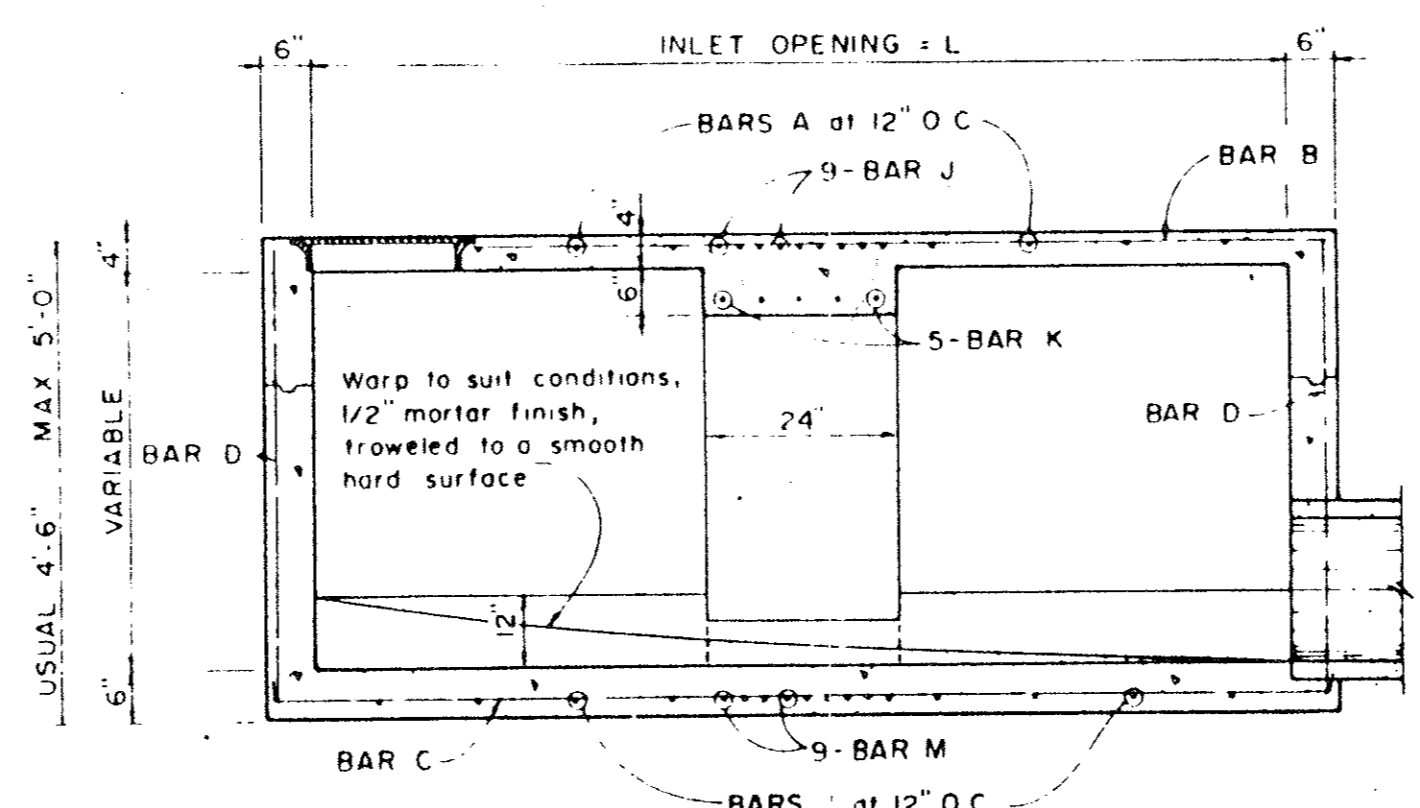 6"
INLET OPENING = L
6"
BARS A at 12" O C
9-BAR J
BAR B
4"
4"
6"
5-BAR K
USUAL 4'-6" MAX 5'-0"
VARIABLE
Warp to suit conditions,
1/2" mortar finish,
troweled to a smooth
hard surface
24"
BAR D
BAR D
12"
6"
BAR C
9-BAR M
BARS at 12" O.C